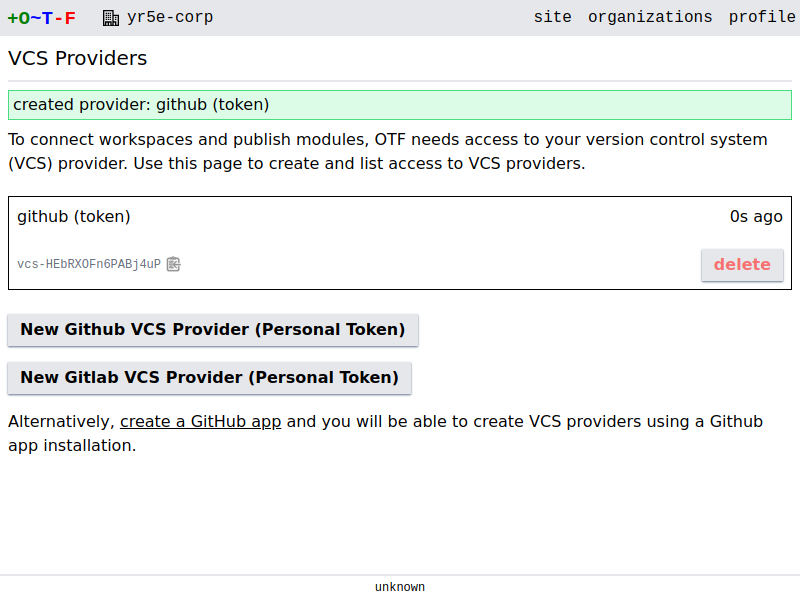 +O~T-F yr5e-corp site organizations profile
VCS Providers
created provider: github (token)
To connect workspaces and publish modules, OTF needs access to your version control system
(VCS) provider. Use this page to create and list access to VCS providers.
github (token) 0s ago
vcs-HEbRXOFn6PABj4uP delete
New Github VCS Provider (Personal Token)
New Gitlab VCS Provider (Personal Token)
Alternatively, create a GitHub app and you will be able to create VCS providers using a Github
app installation.
unknown